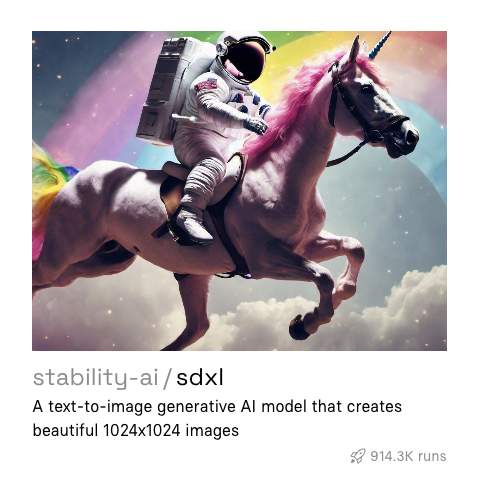 stability-ai / sdxl
A text-to-image generative AI model that creates
beautiful 1024x1024 images
914.3K runs